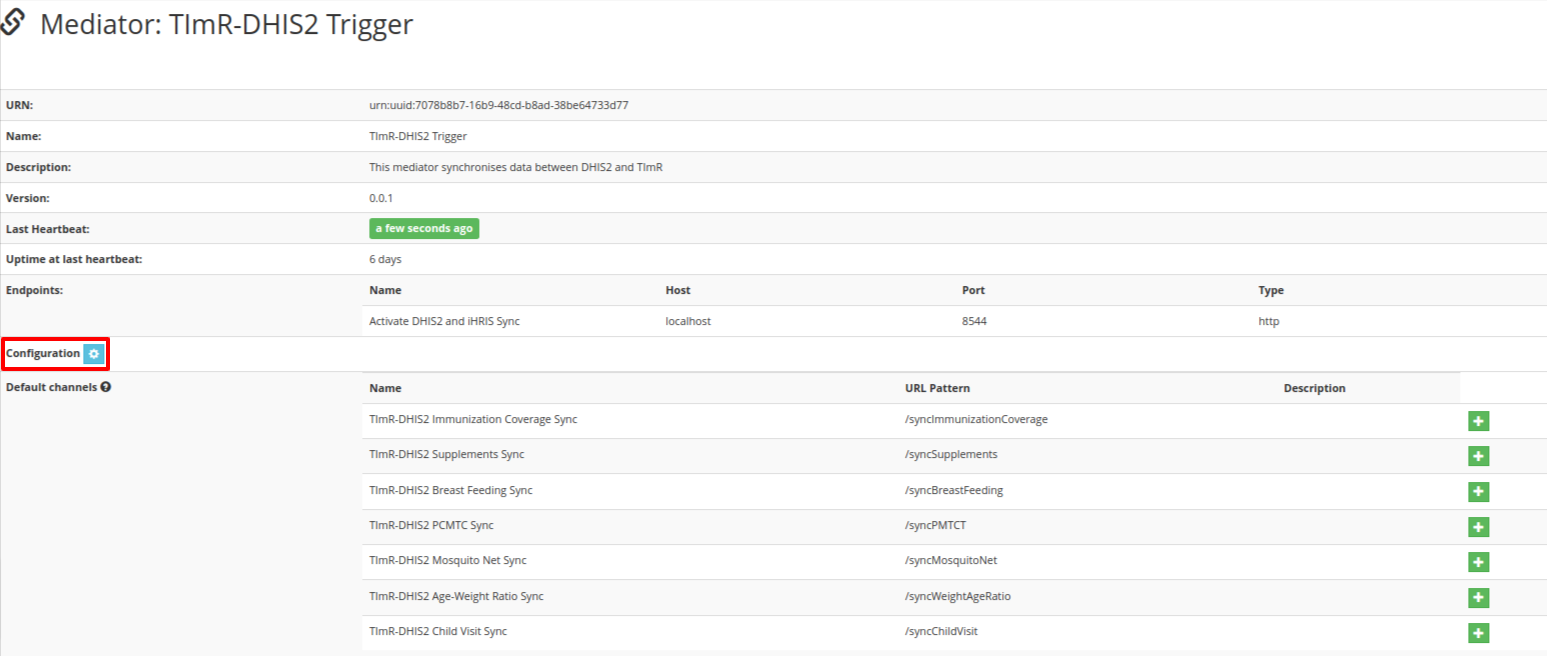 Mediator: TImR-DHIS2 Trigger
URN: urn:uuid:7078b8b7-16b9-48cd-b8ad-38be64733d77
Name: TImR-DHIS2 Trigger
Description: This mediator synchronises data between DHIS2 and TImR
Version: 0.0.1
Last Heartbeat: a few seconds ago
Uptime at last heartbeat: 6 days
Endpoints: Name Host Port Type
Activate DHIS2 and iHRIS Sync localhost 8544 http
Configuration
Default channels Name URL Pattern Description
TImR-DHIS2 Immunization Coverage Sync /syncImmunizationCoverage
TImR-DHIS2 Supplements Sync /syncSupplements
TImR-DHIS2 Breast Feeding Sync /syncBreastFeeding
TImR-DHIS2 PCMTC Sync /syncPMTCT
TImR-DHIS2 Mosquito Net Sync /syncMosquitoNet
TImR-DHIS2 Age-Weight Ratio Sync /syncWeightAgeRatio
TImR-DHIS2 Child Visit Sync /syncChildVisit